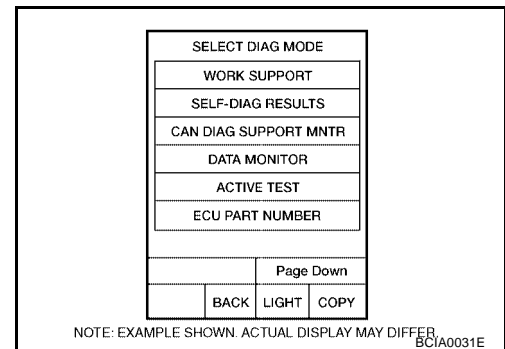 SELECT DIAG MODE
WORK SUPPORT
SELF-DIAG RESULTS
CAN DIAG SUPPORT MNTR
DATA MONITOR
ACTIVE TEST
ECU PART NUMBER
Page Down
BACK LIGHT COPY
NOTE: EXAMPLE SHOWN. ACTUAL DISPLAY MAY DIFFER.
BCIA0031E